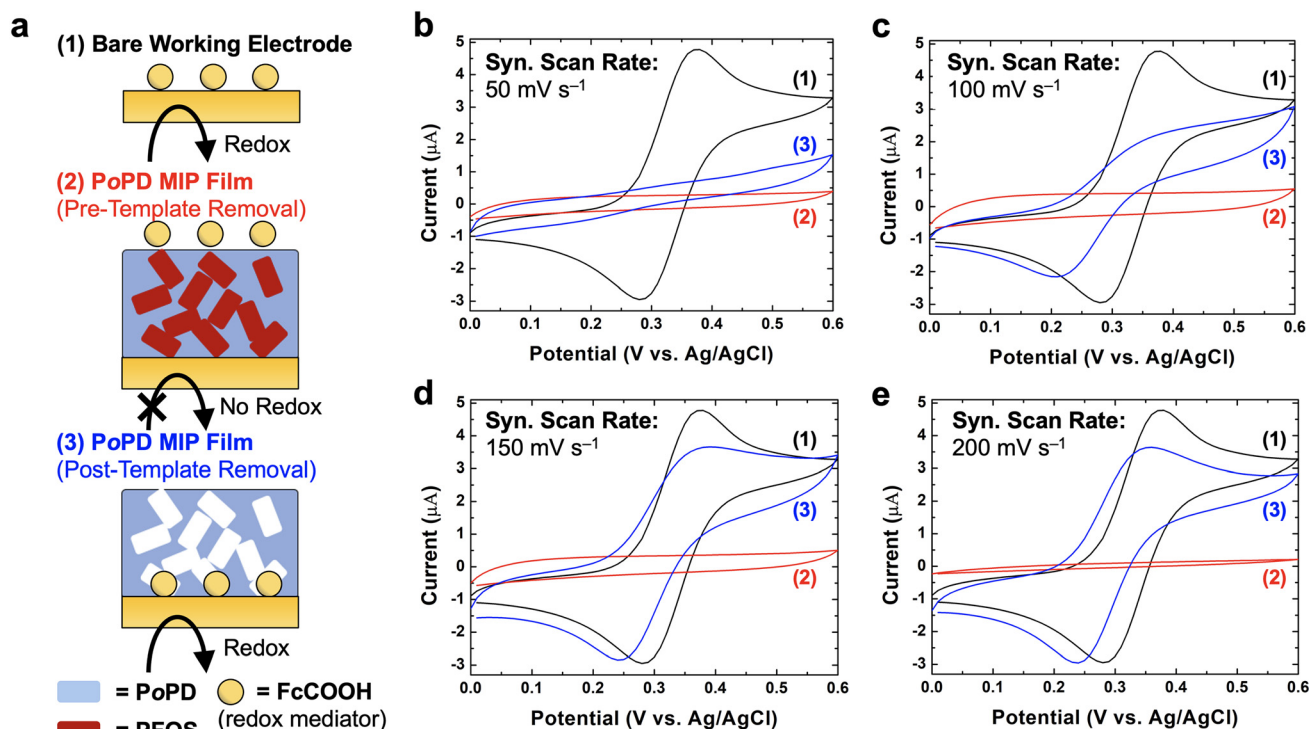 a
(1) Bare Working Electrode
Redox
(2) PoPD MIP Film
(Pre-Template Removal)
No Redox
(3) PoPD MIP Film
(Post-Template Removal)
Redox
= PoPD
= FcCOOH
(redox mediator)
= PFOS
b
Syn. Scan Rate:
50 mV s⁻¹
(1)
(3)
(2)
5
4
3
2
1
0
-1
-2
-3
Current (μA)
0.0 0.1 0.2 0.3 0.4 0.5 0.6
Potential (V vs. Ag/AgCl)
c
Syn. Scan Rate:
100 mV s⁻¹
(1)
(3)
(2)
5
4
3
2
1
0
-1
-2
-3
Current (μA)
0.0 0.1 0.2 0.3 0.4 0.5 0.6
Potential (V vs. Ag/AgCl)
d
Syn. Scan Rate:
150 mV s⁻¹
(1)
(3)
(2)
5
4
3
2
1
0
-1
-2
-3
Current (μA)
0.0 0.1 0.2 0.3 0.4 0.5 0.6
Potential (V vs. Ag/AgCl)
e
Syn. Scan Rate:
200 mV s⁻¹
(1)
(3)
(2)
5
4
3
2
1
0
-1
-2
-3
Current (μA)
0.0 0.1 0.2 0.3 0.4 0.5 0.6
Potential (V vs. Ag/AgCl)